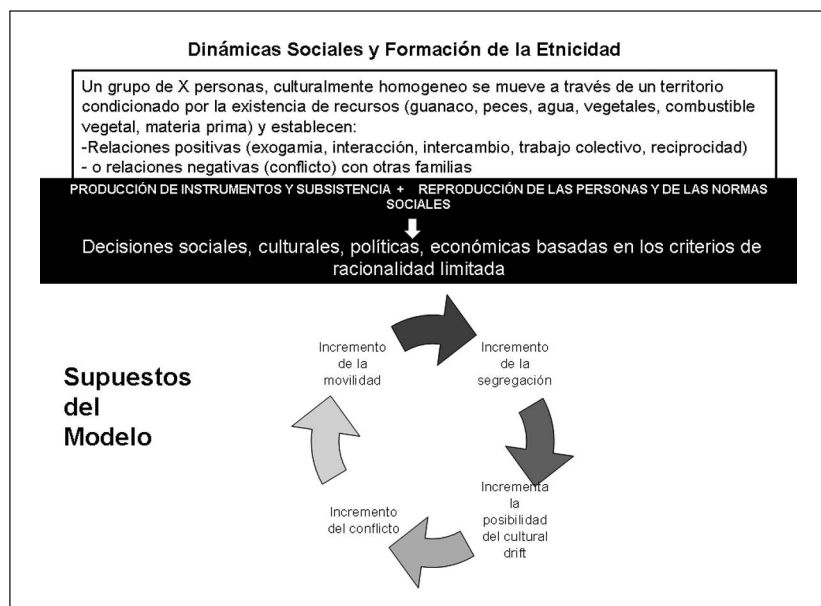 Dinámicas Sociales y Formación de la Etnicidad
Un grupo de X personas, culturalmente homogeneo se mueve a través de un territorio
condicionado por la existencia de recursos (guanaco, peces, agua, vegetales, combustible
vegetal, materia prima) y establecen:
-Relaciones positivas (exogamia, interacción, intercambio, trabajo colectivo, reciprocidad)
- o relaciones negativas (conflicto) con otras familias
PRODUCCIÓN DE INSTRUMENTOS Y SUBSISTENCIA + REPRODUCCIÓN DE LAS PERSONAS Y DE LAS NORMAS
SOCIALES
Decisiones sociales, culturales, políticas, económicas basadas en los criterios de
racionalidad limitada
Supuestos
del
Modelo
Incremento
de la
movilidad
Incremento
de la
segregación
Incrementa
la
posibilidad
del cultural
drift
Incremento
del conflicto